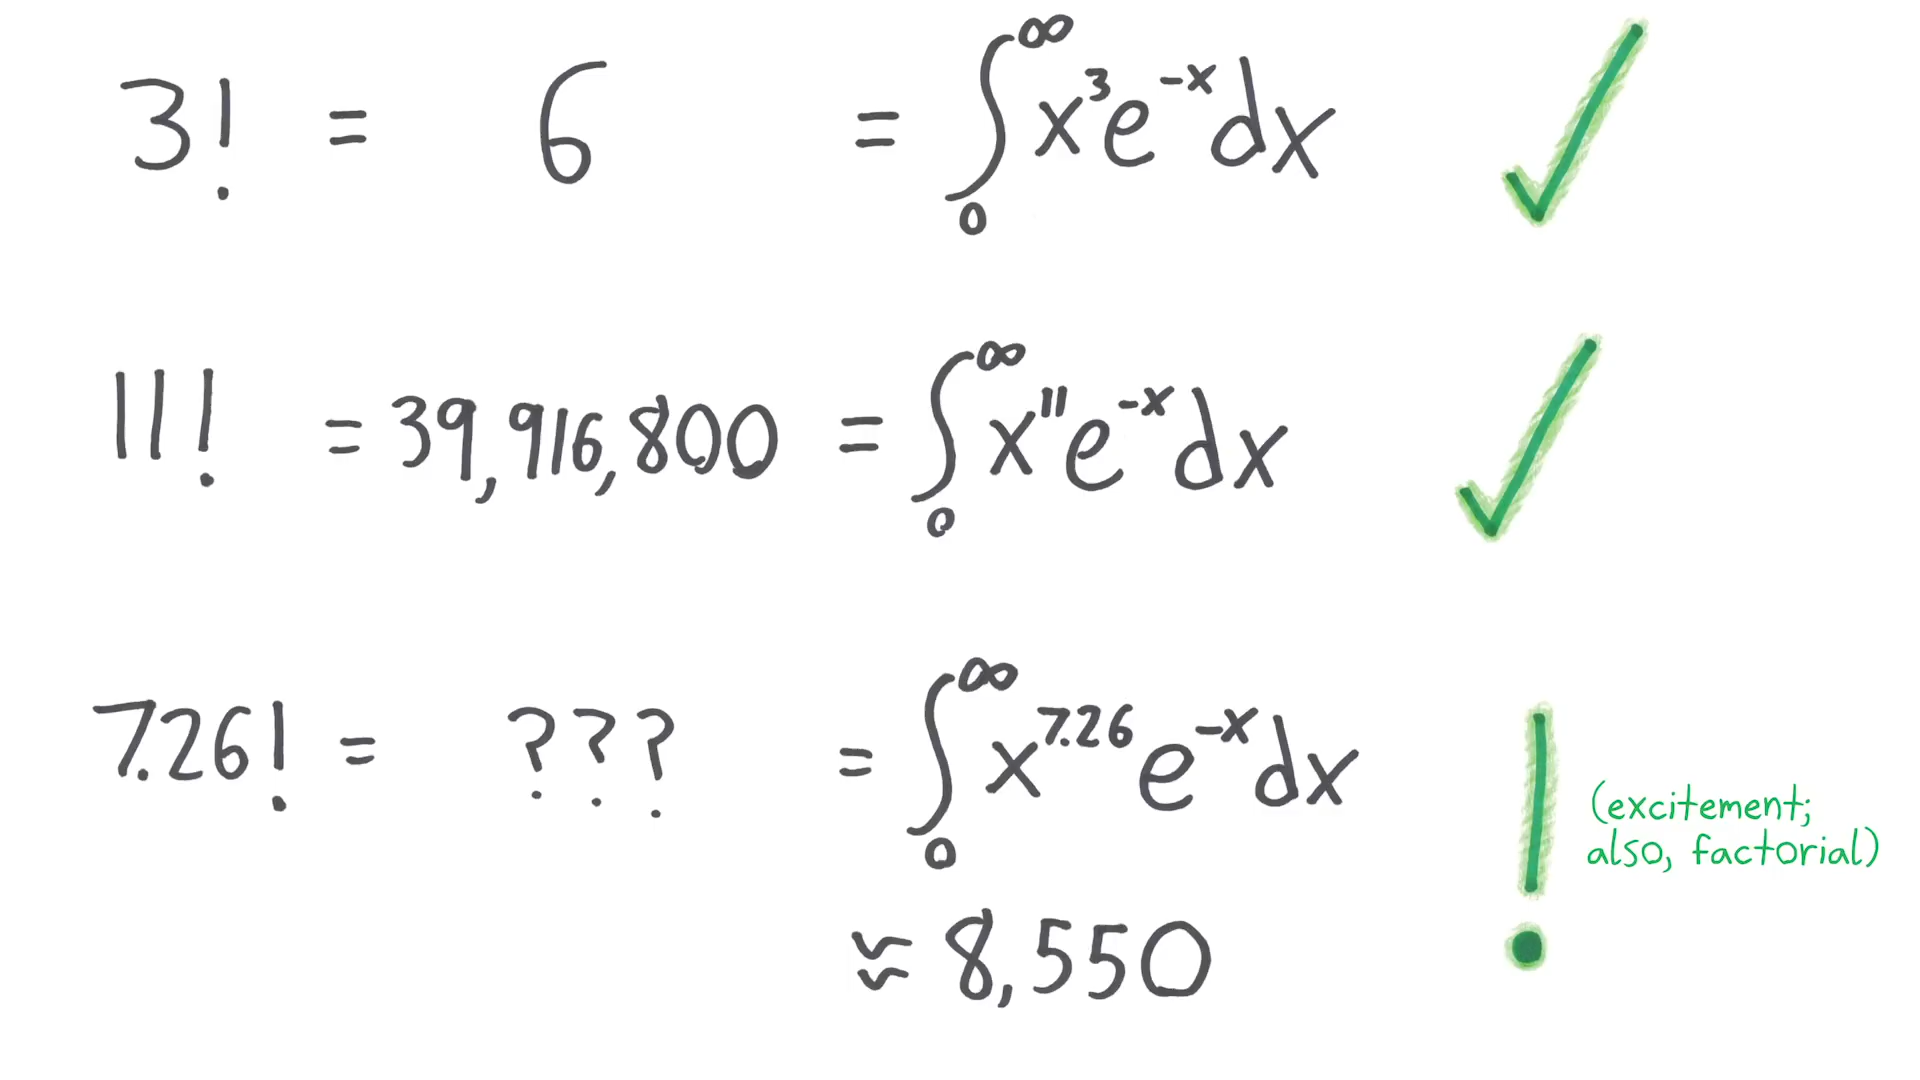 3! = 6 = ∫₀^∞ x³e⁻ˣdx
11! = 39,916,800 = ∫₀^∞ x¹¹e⁻ˣdx
7.26! = ??? = ∫₀^∞ x^7.26 e⁻ˣdx
≈ 8,550
!
(excitement;
also, factorial)